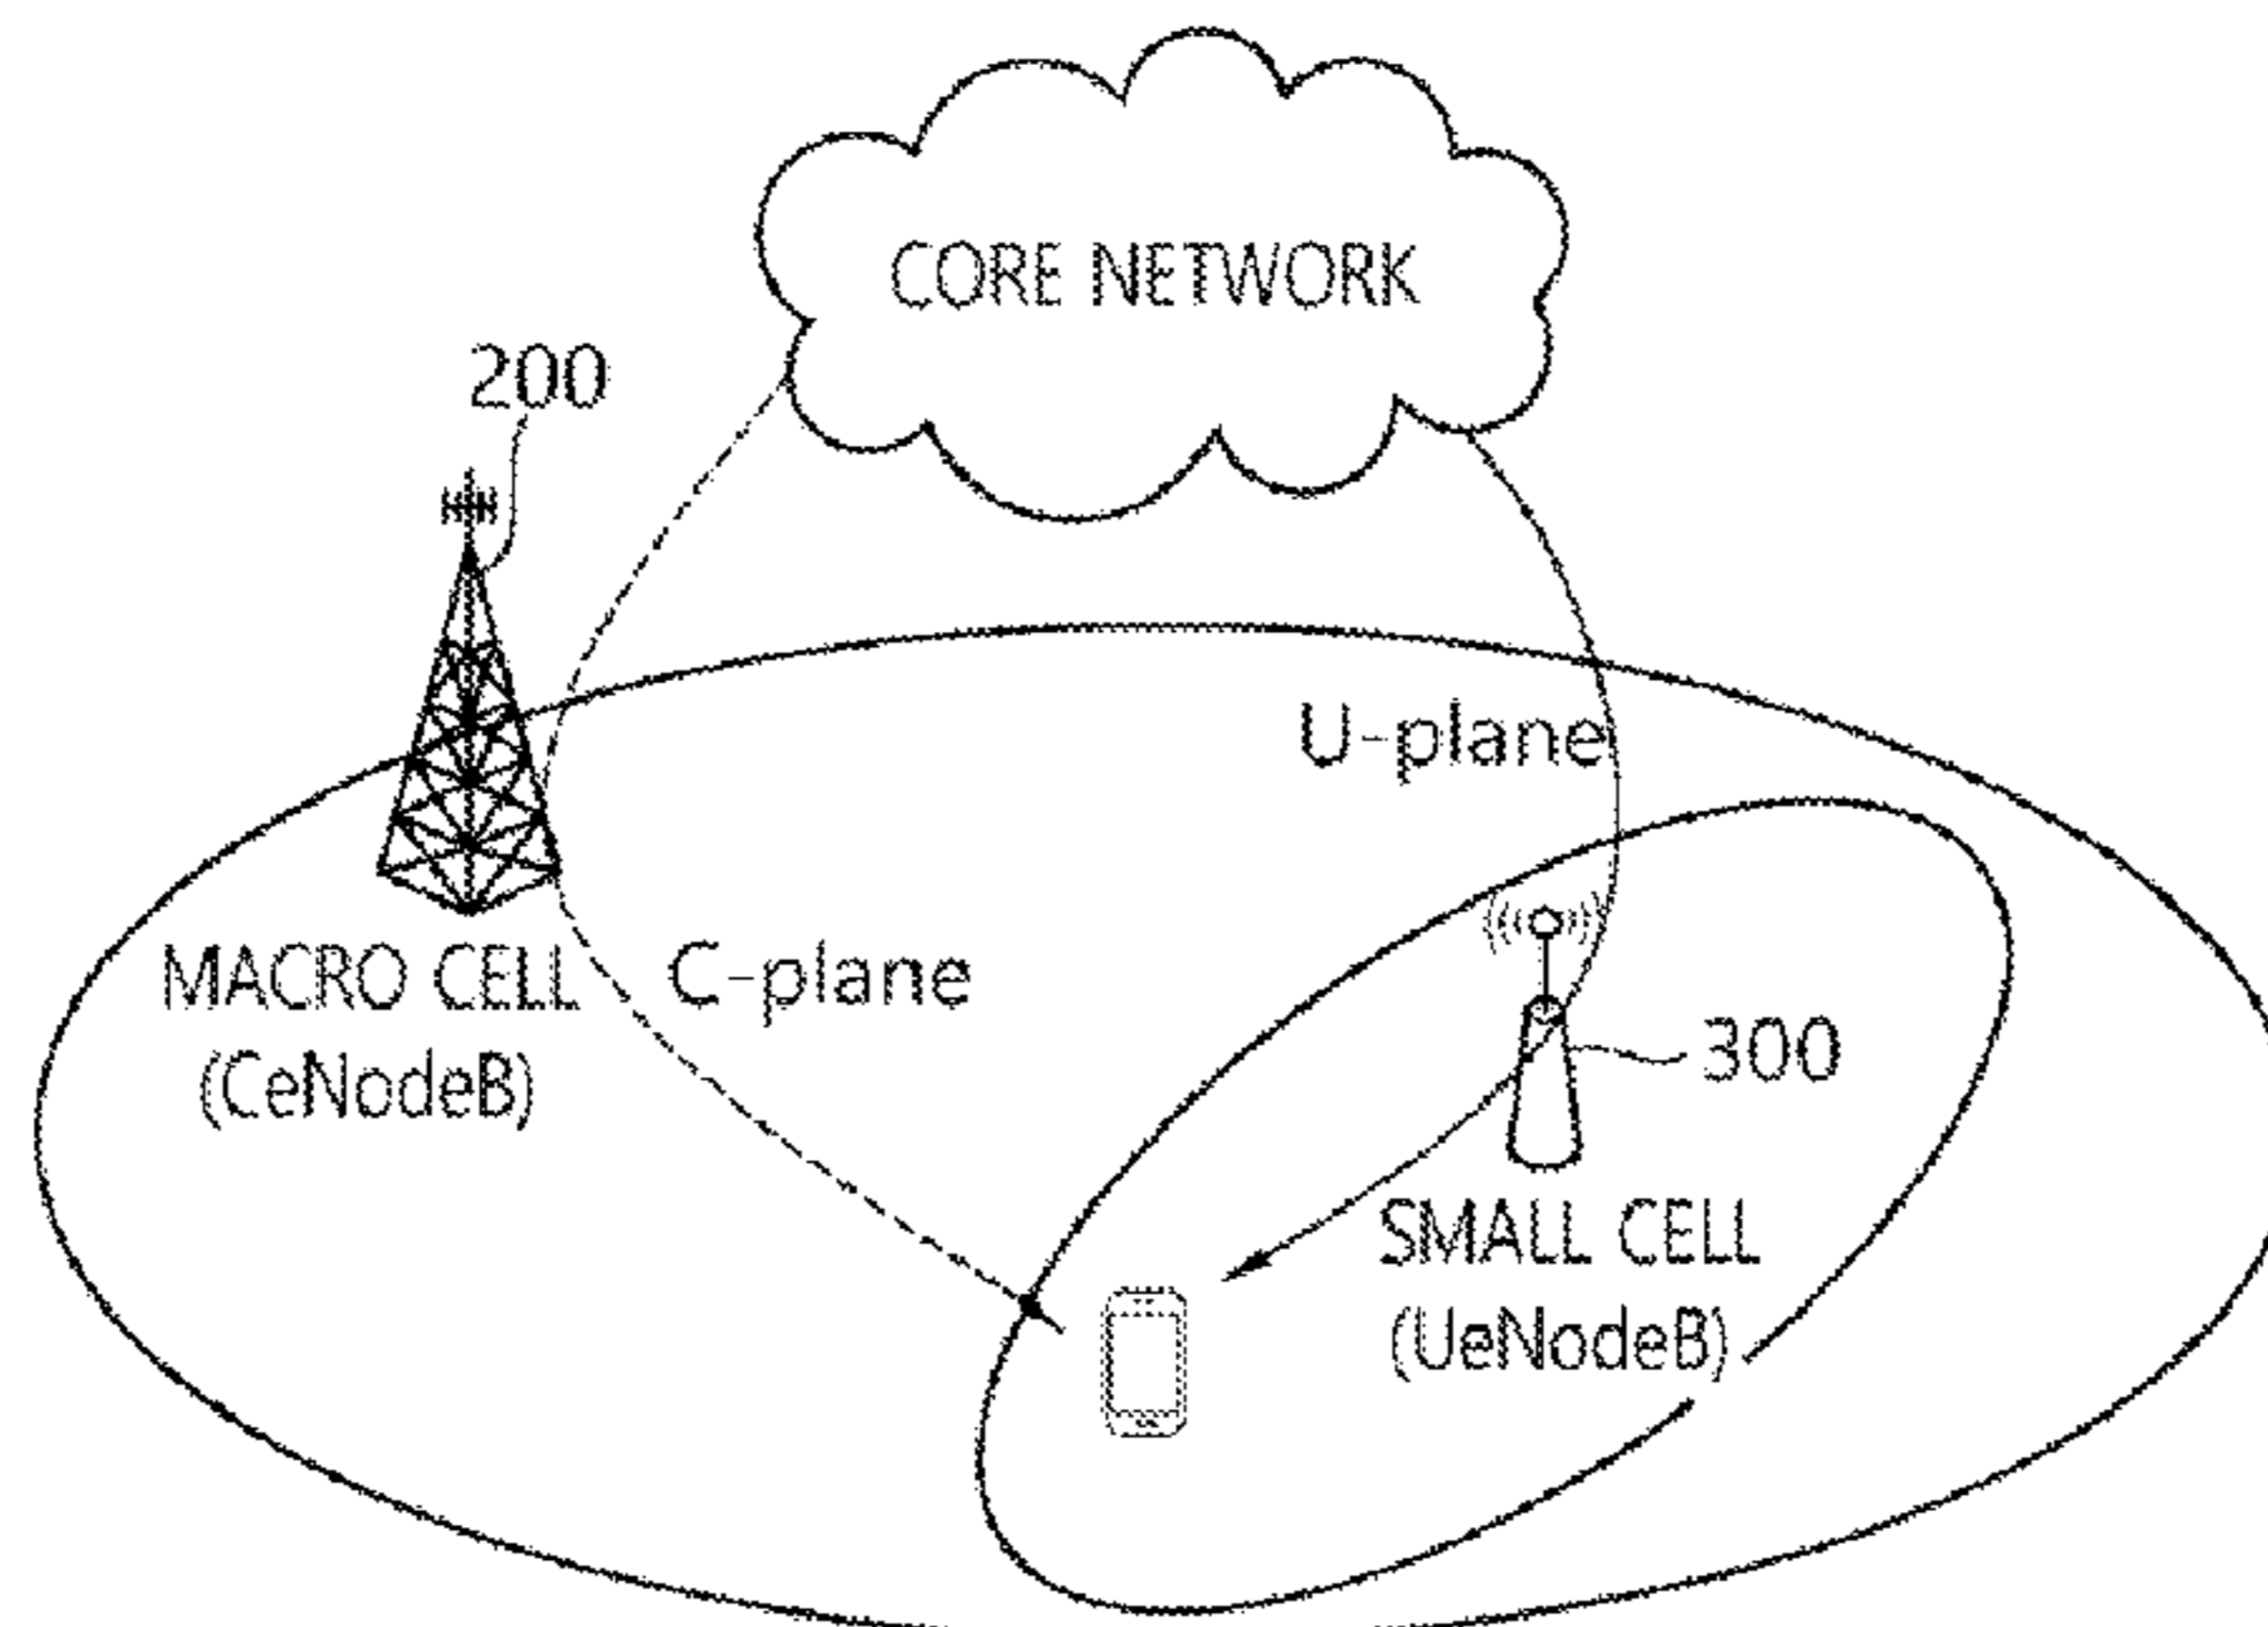 CORE NETWORK
200
U-plane
MACRO CELL
(CeNodeB)
C-plane
300
SMALL CELL
(UeNodeB)